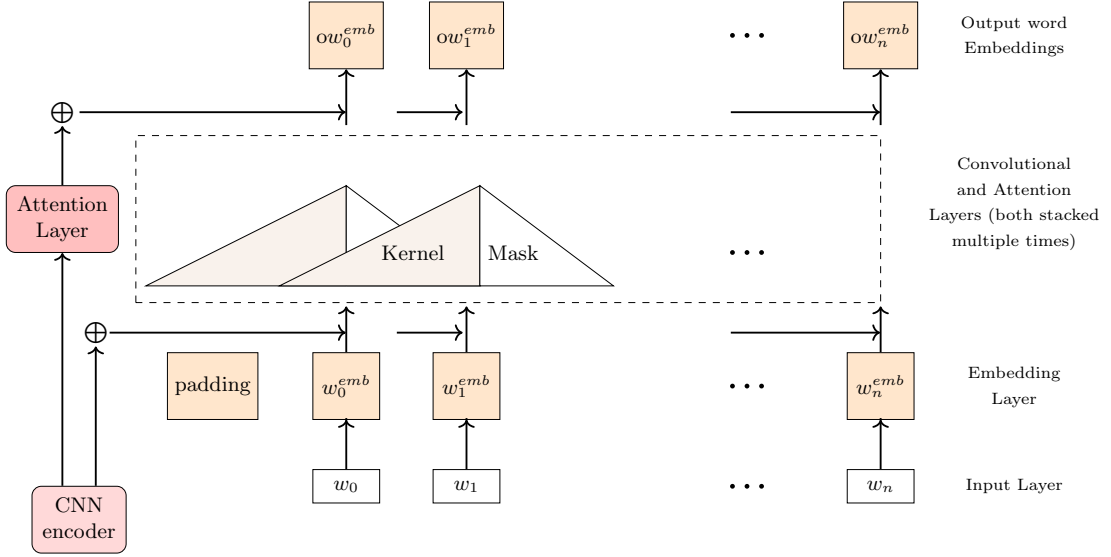 ow_0^{emb} ow_1^{emb} ... ow_n^{emb}
Output word
Embeddings
⊕
Attention
Layer
Kernel Mask ...
Convolutional
and Attention
Layers (both stacked
multiple times)
⊕
padding w_0^{emb} w_1^{emb} ... w_n^{emb}
Embedding
Layer
CNN
encoder
w_0 w_1 ... w_n
Input Layer